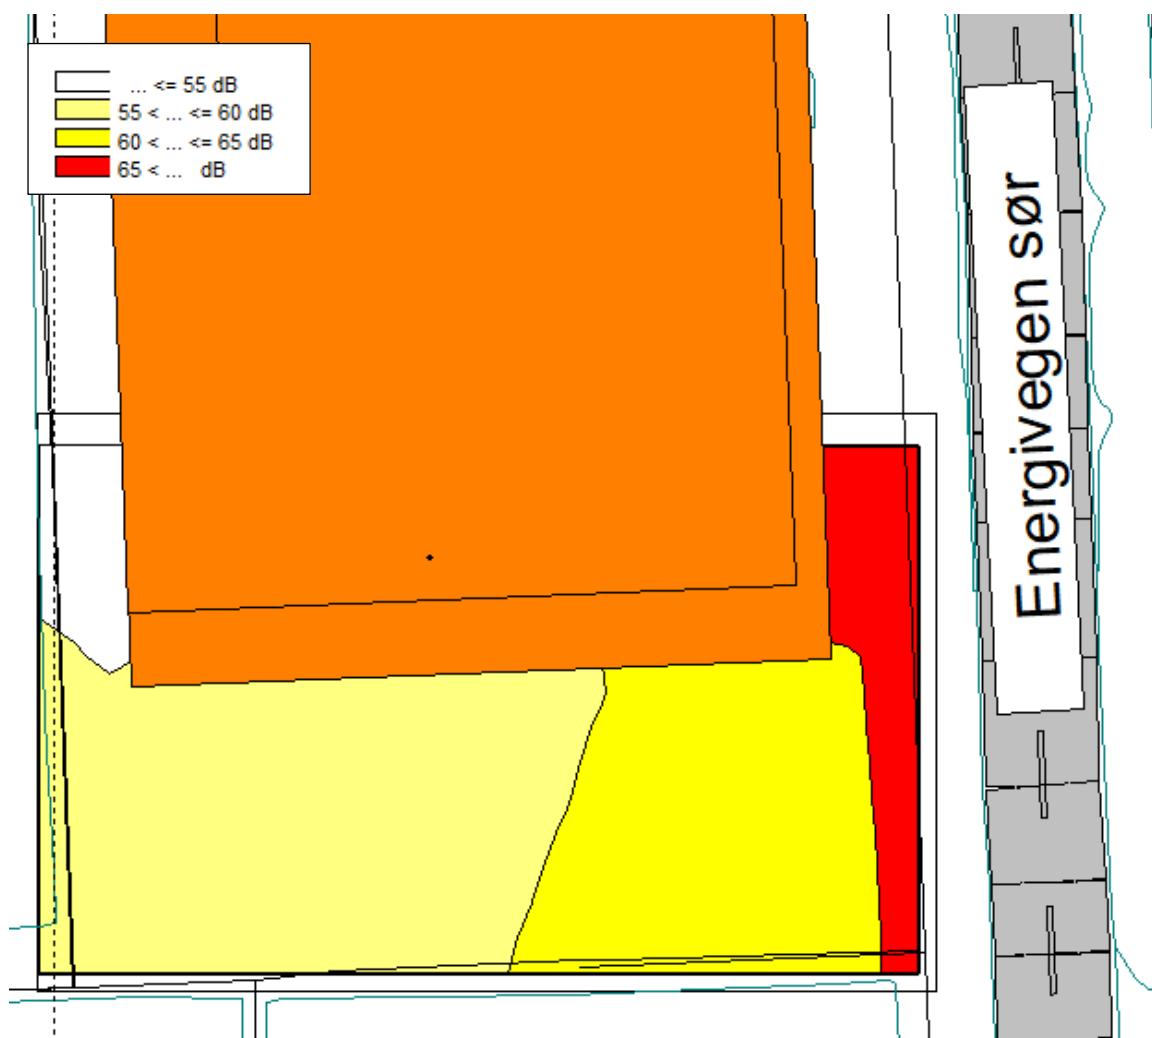 ... <= 55 dB
55 < ... <= 60 dB
60 < ... <= 65 dB
65 < ... dB
Energivegen sør